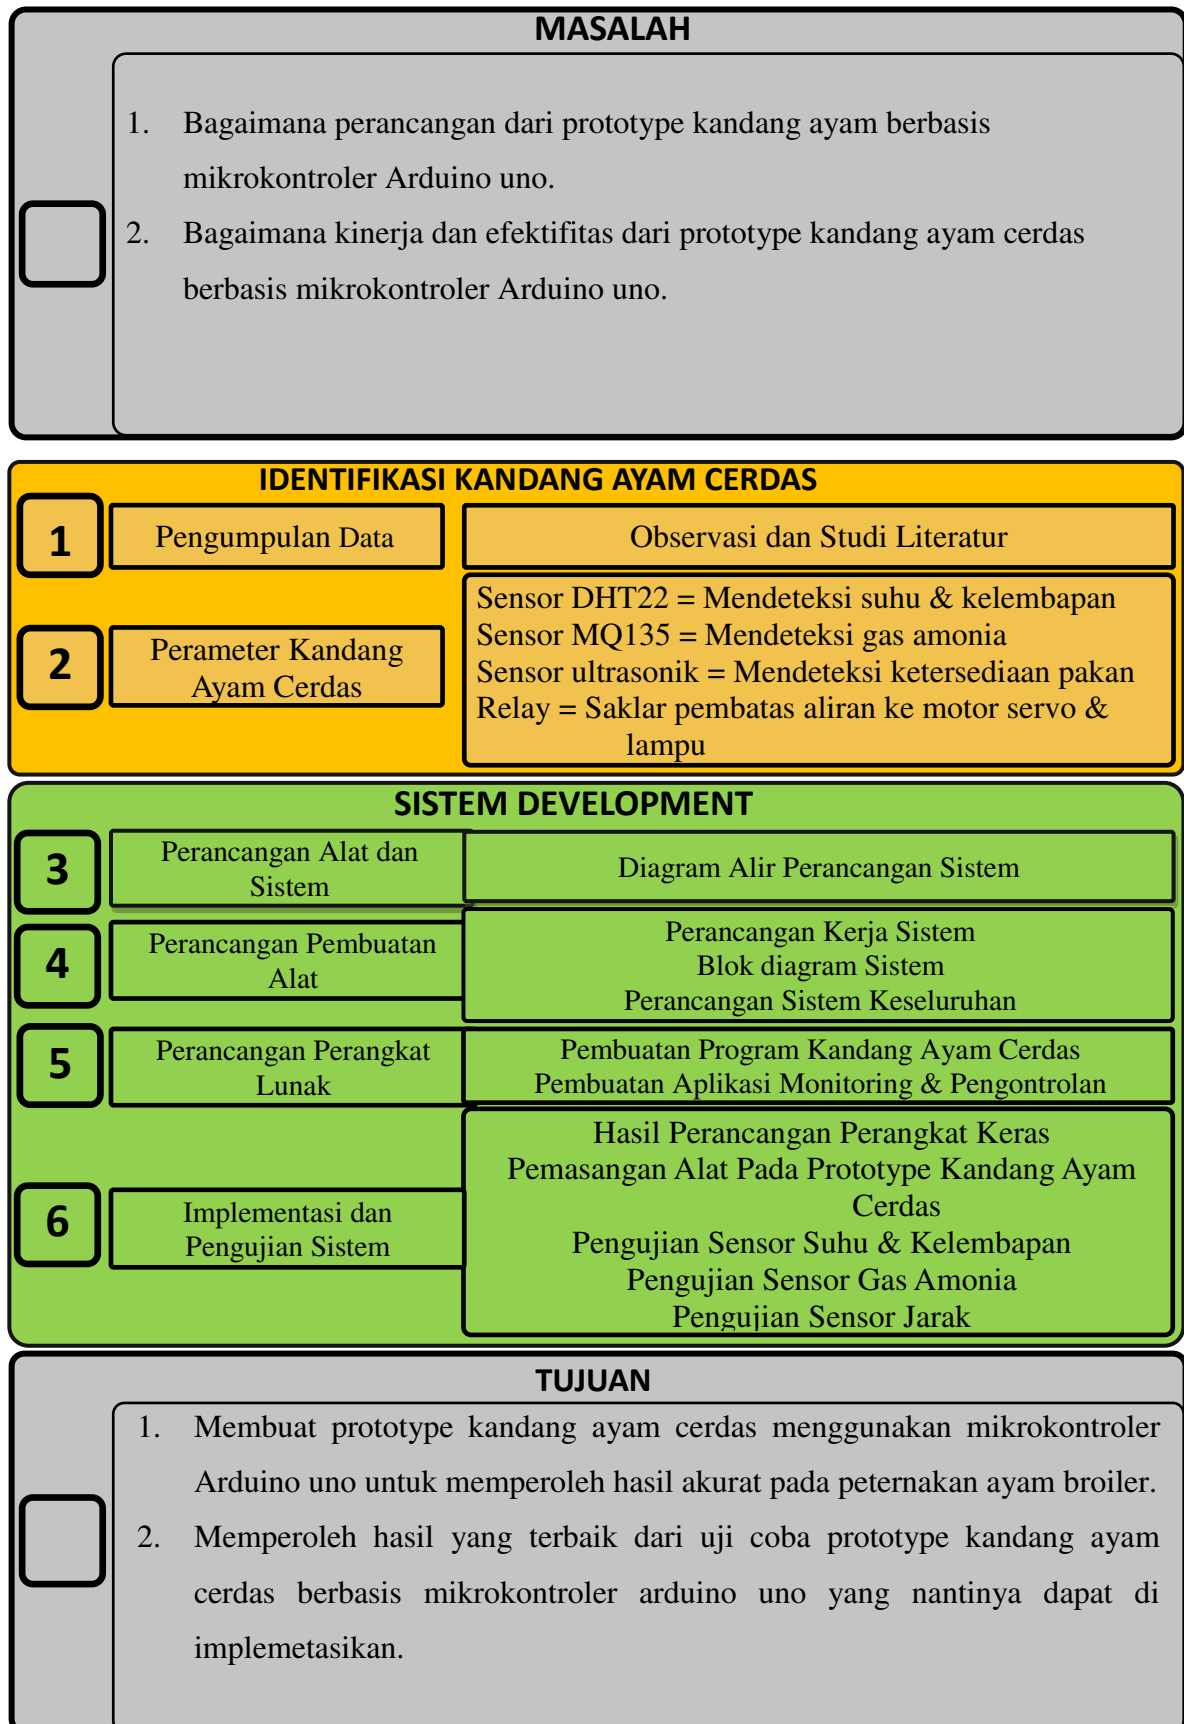 MASALAH
1. Bagaimana perancangan dari prototype kandang ayam berbasis
mikrokontroler Arduino uno.
2. Bagaimana kinerja dan efektifitas dari prototype kandang ayam cerdas
berbasis mikrokontroler Arduino uno.
IDENTIFIKASI KANDANG AYAM CERDAS
1
Pengumpulan Data
Observasi dan Studi Literatur
2
Perameter Kandang
Ayam Cerdas
Sensor DHT22 = Mendeteksi suhu & kelembapan
Sensor MQ135 = Mendeteksi gas amonia
Sensor ultrasonik = Mendeteksi ketersediaan pakan
Relay = Saklar pembatas aliran ke motor servo &
lampu
SISTEM DEVELOPMENT
3
Perancangan Alat dan
Sistem
Diagram Alir Perancangan Sistem
4
Perancangan Pembuatan
Alat
Perancangan Kerja Sistem
Blok diagram Sistem
Perancangan Sistem Keseluruhan
5
Perancangan Perangkat
Lunak
Pembuatan Program Kandang Ayam Cerdas
Pembuatan Aplikasi Monitoring & Pengontrolan
6
Implementasi dan
Pengujian Sistem
Hasil Perancangan Perangkat Keras
Pemasangan Alat Pada Prototype Kandang Ayam
Cerdas
Pengujian Sensor Suhu & Kelembapan
Pengujian Sensor Gas Amonia
Pengujian Sensor Jarak
TUJUAN
1. Membuat prototype kandang ayam cerdas menggunakan mikrokontroler
Arduino uno untuk memperoleh hasil akurat pada peternakan ayam broiler.
2. Memperoleh hasil yang terbaik dari uji coba prototype kandang ayam
cerdas berbasis mikrokontroler arduino uno yang nantinya dapat di
implemetasikan.